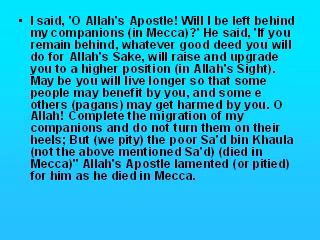 • I said, 'O Allah's Apostle! Will I be left behind
my companions (in Mecca)?' He said, 'If you
remain behind, whatever good deed you will
do for Allah's Sake, will raise and upgrade
you to a higher position (in Allah's Sight).
May be you will live longer so that some
people may benefit by you, and some e
others (pagans) may get harmed by you. O
Allah! Complete the migration of my
companions and do not turn them on their
heels; But (we pity) the poor Sa'd bin Khaula
(not the above mentioned Sa'd) (died in
Mecca)" Allah's Apostle lamented (or pitied)
for him as he died in Mecca.